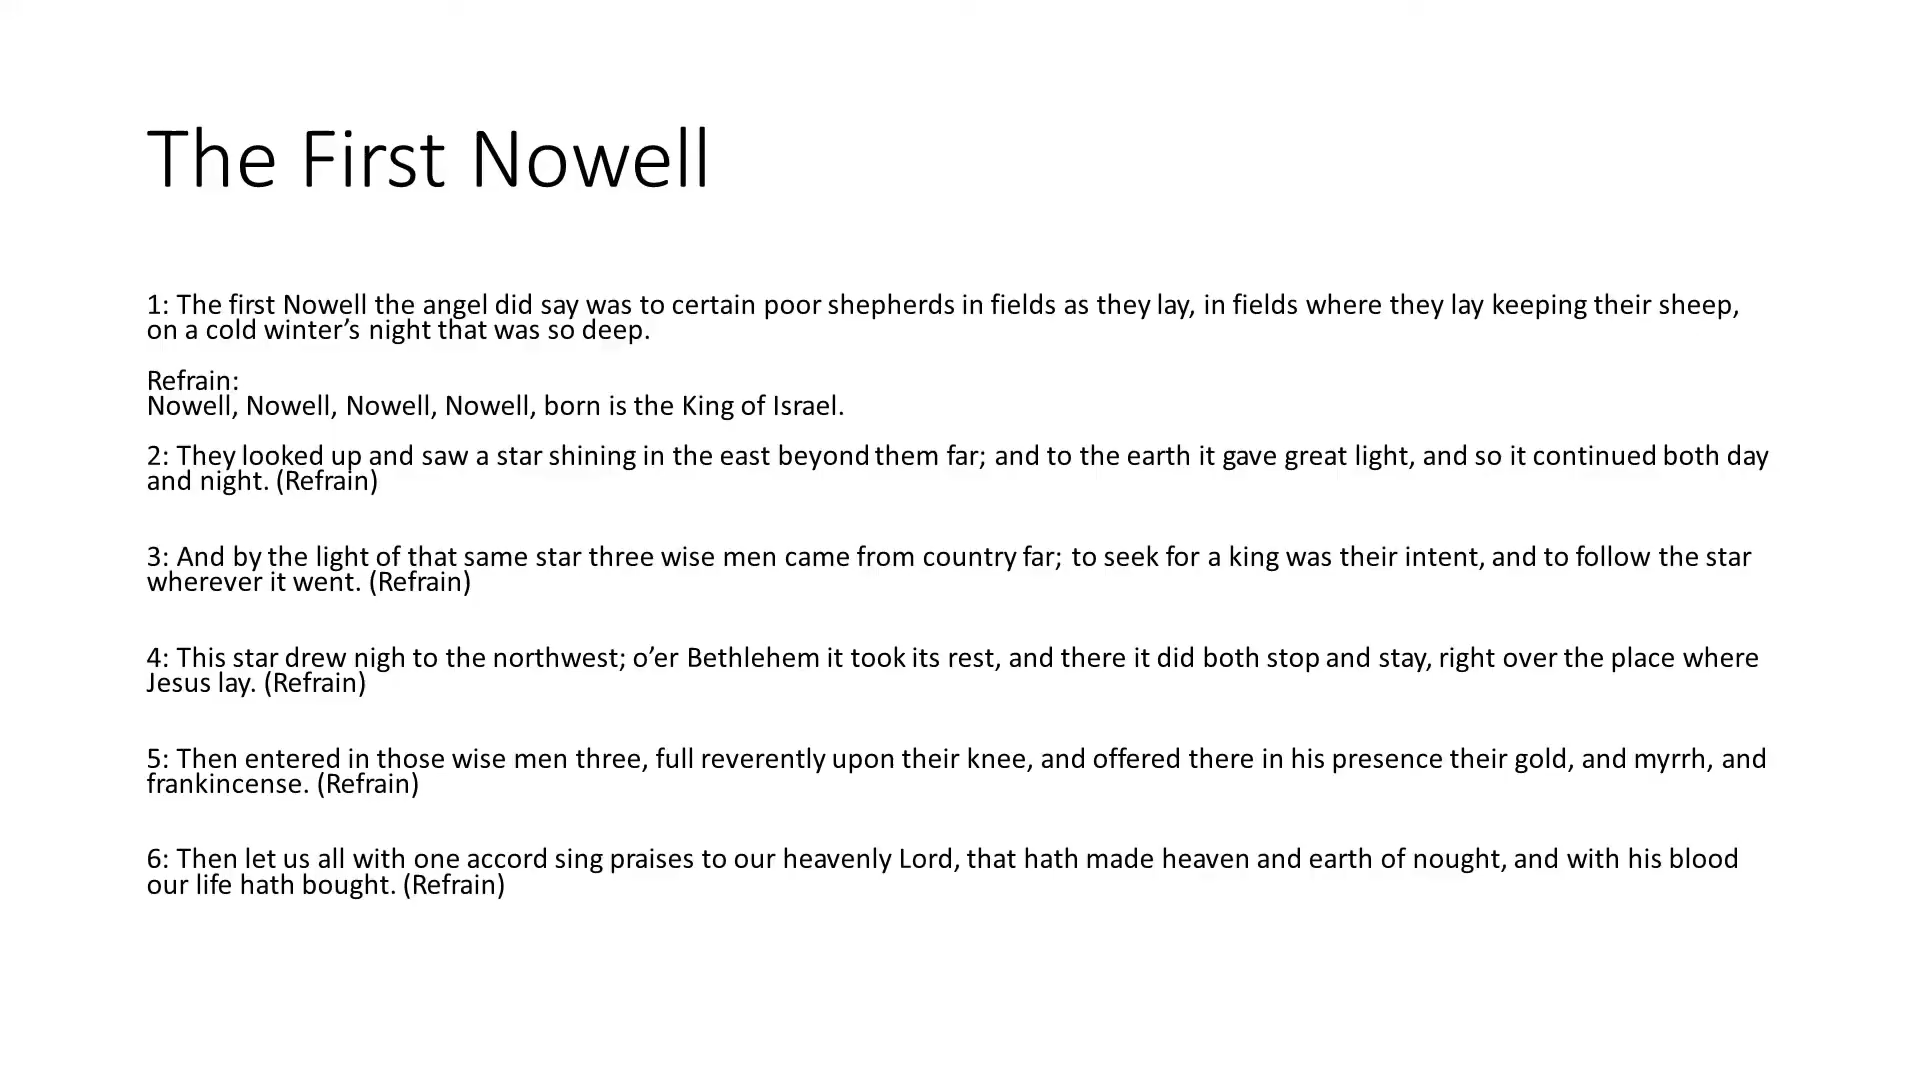 The First Nowell
1: The first Nowell the angel did say was to certain poor shepherds in fields as they lay, in fields where they lay keeping their sheep,
on a cold winter’s night that was so deep.
Refrain:
Nowell, Nowell, Nowell, Nowell, born is the King of Israel.
2: They looked up and saw a star shining in the east beyond them far; and to the earth it gave great light, and so it continued both day
and night. (Refrain)
3: And by the light of that same star three wise men came from country far; to seek for a king was their intent, and to follow the star
wherever it went. (Refrain)
4: This star drew nigh to the northwest; o’er Bethlehem it took its rest, and there it did both stop and stay, right over the place where
Jesus lay. (Refrain)
5: Then entered in those wise men three, full reverently upon their knee, and offered there in his presence their gold, and myrrh, and
frankincense. (Refrain)
6: Then let us all with one accord sing praises to our heavenly Lord, that hath made heaven and earth of nought, and with his blood
our life hath bought. (Refrain)